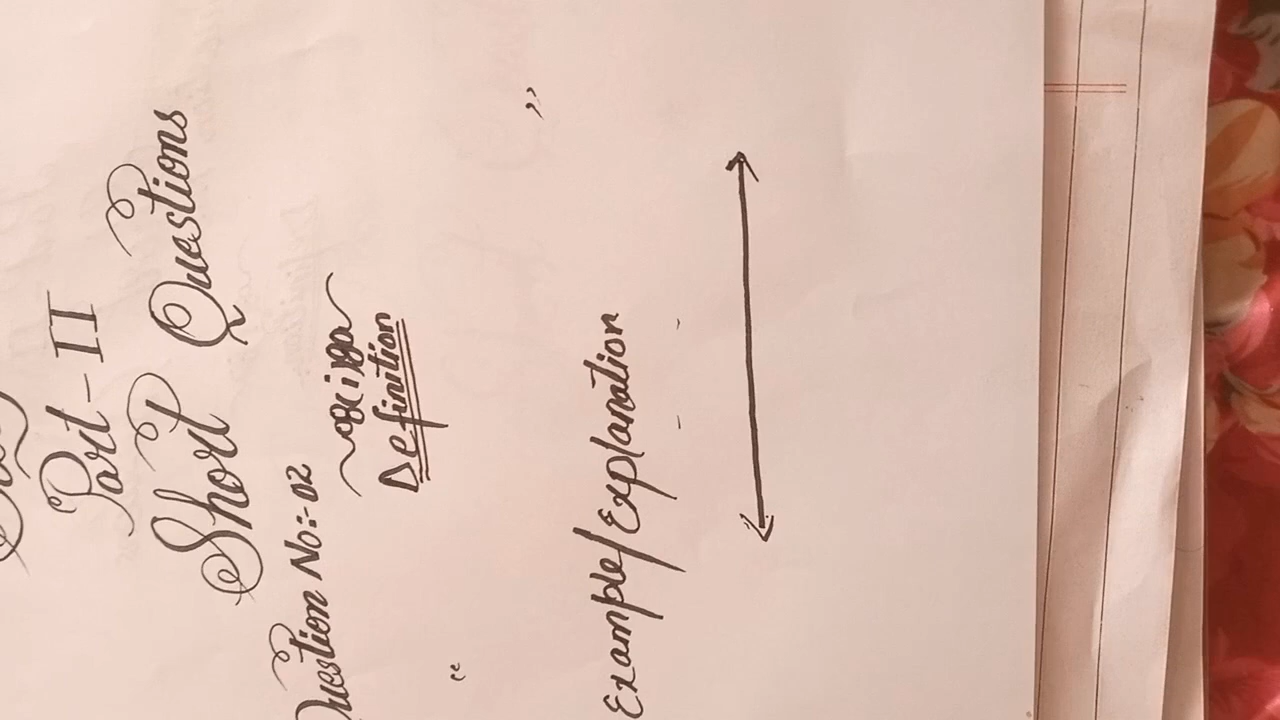 Part-II
Short Questions
Question No:-02
Definition
“
”
Example/Explanation